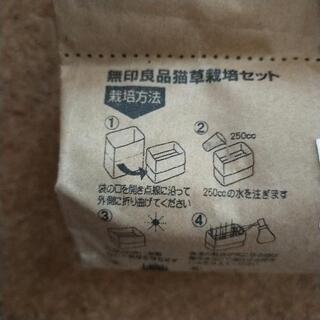 無印良品猫草栽培セット
栽培方法
① ②
250cc
袋の口を開き点線に沿って
外側に折り曲げてください
250ccの水を注ぎます
③ ④